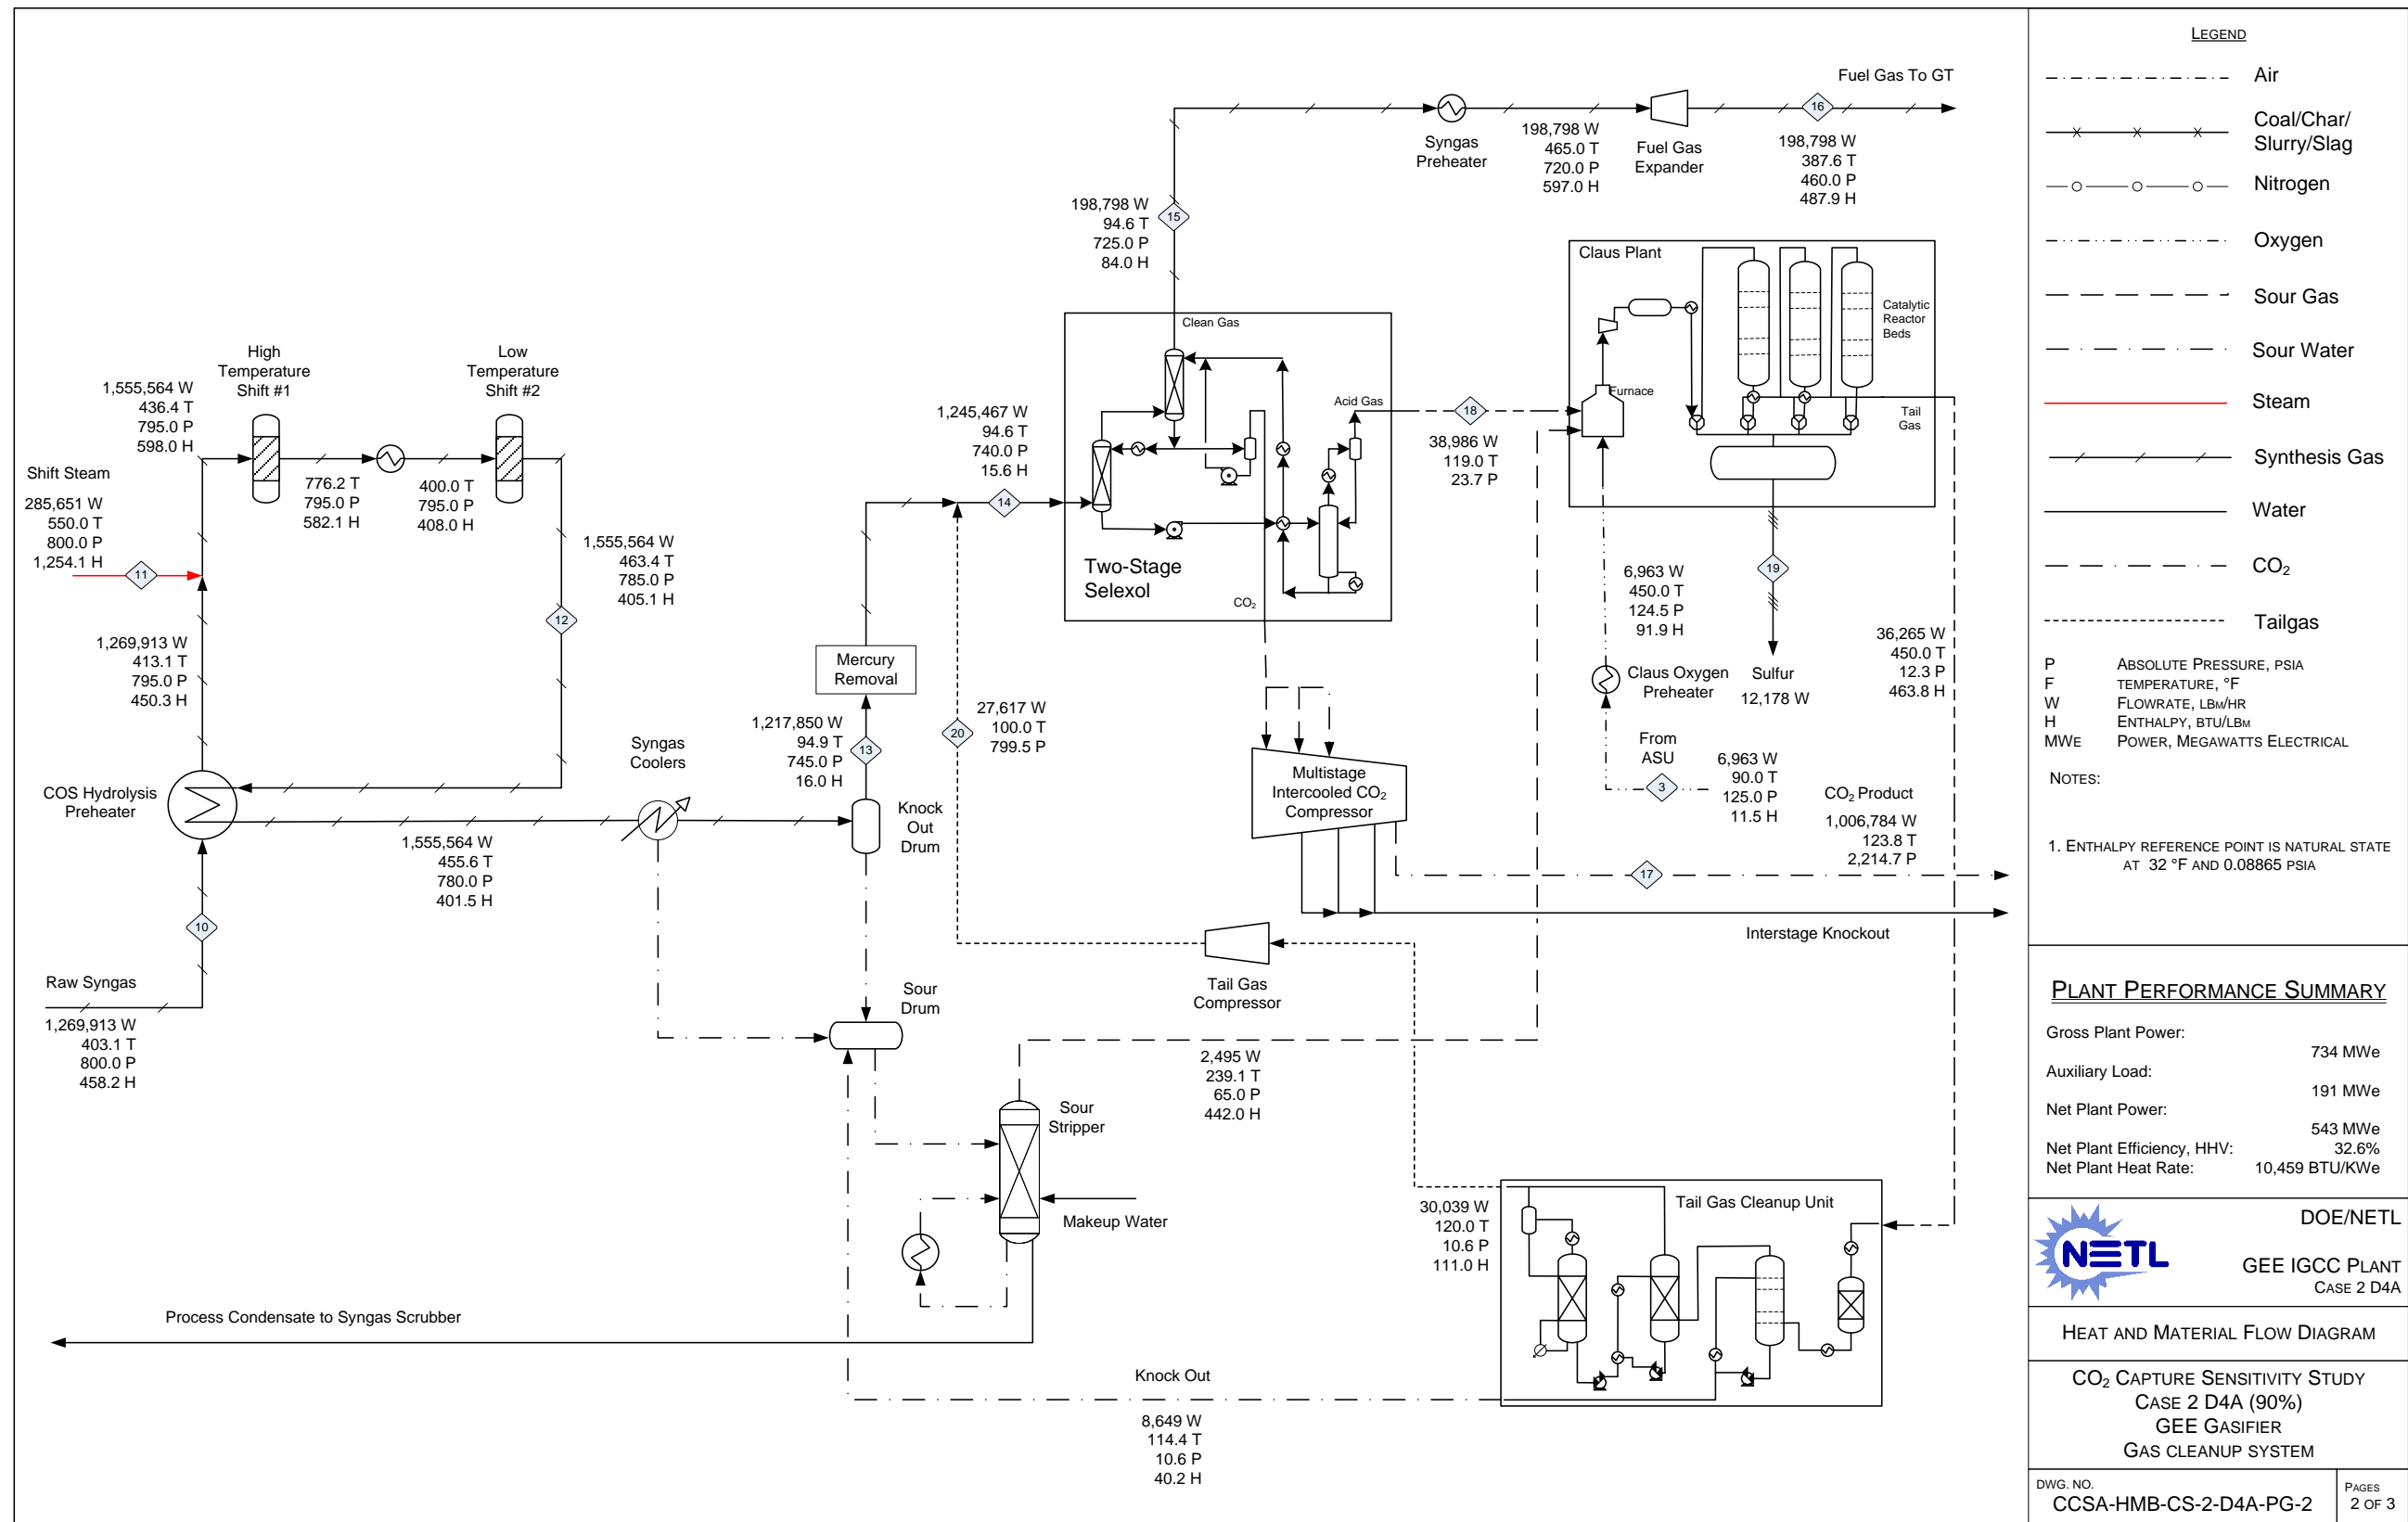 Fuel Gas To GT
16
Syngas
Preheater
198,798 W
465.0 T
720.0 P
597.0 H
Fuel Gas
Expander
198,798 W
387.6 T
460.0 P
487.9 H
198,798 W
94.6 T
725.0 P
84.0 H
15
High
Temperature
Shift #1
Low
Temperature
Shift #2
1,555,564 W
436.4 T
795.0 P
598.0 H
776.2 T
795.0 P
582.1 H
400.0 T
795.0 P
408.0 H
Shift Steam
285,651 W
550.0 T
800.0 P
1,254.1 H
11
1,555,564 W
463.4 T
785.0 P
405.1 H
12
1,269,913 W
413.1 T
795.0 P
450.3 H
COS Hydrolysis
Preheater
1,555,564 W
455.6 T
780.0 P
401.5 H
10
Raw Syngas
1,269,913 W
403.1 T
800.0 P
458.2 H
Syngas
Coolers
1,217,850 W
94.9 T
745.0 P
16.0 H
13
Mercury
Removal
Knock
Out
Drum
Sour
Drum
1,245,467 W
94.6 T
740.0 P
15.6 H
14
27,617 W
100.0 T
799.5 P
20
Clean Gas
Acid Gas
Two-Stage
Selexol
CO2
18
38,986 W
119.0 T
23.7 P
Claus Plant
Furnace
Catalytic
Reactor
Beds
Tail
Gas
6,963 W
450.0 T
124.5 P
91.9 H
19
Sulfur
12,178 W
Claus Oxygen
Preheater
From
ASU
3
6,963 W
90.0 T
125.0 P
11.5 H
36,265 W
450.0 T
12.3 P
463.8 H
Multistage
Intercooled CO2
Compressor
CO2 Product
1,006,784 W
123.8 T
2,214.7 P
17
Interstage Knockout
Tail Gas
Compressor
2,495 W
239.1 T
65.0 P
442.0 H
Sour
Stripper
Makeup Water
30,039 W
120.0 T
10.6 P
111.0 H
Tail Gas Cleanup Unit
Process Condensate to Syngas Scrubber
Knock Out
8,649 W
114.4 T
10.6 P
40.2 H
LEGEND
Air
Coal/Char/
Slurry/Slag
Nitrogen
Oxygen
Sour Gas
Sour Water
Steam
Synthesis Gas
Water
CO2
Tailgas
P ABSOLUTE PRESSURE, PSIA
F TEMPERATURE, °F
W FLOWRATE, LBM/HR
H ENTHALPY, BTU/LBM
MWE POWER, MEGAWATTS ELECTRICAL
NOTES:
1. ENTHALPY REFERENCE POINT IS NATURAL STATE
AT 32 °F AND 0.08865 PSIA
PLANT PERFORMANCE SUMMARY
Gross Plant Power:
734 MWe
Auxiliary Load:
191 MWe
Net Plant Power:
543 MWe
Net Plant Efficiency, HHV: 32.6%
Net Plant Heat Rate: 10,459 BTU/KWe
NETL
DOE/NETL
GEE IGCC PLANT
CASE 2 D4A
HEAT AND MATERIAL FLOW DIAGRAM
CO2 CAPTURE SENSITIVITY STUDY
CASE 2 D4A (90%)
GEE GASIFIER
GAS CLEANUP SYSTEM
DWG. NO.
CCSA-HMB-CS-2-D4A-PG-2
PAGES
2 OF 3